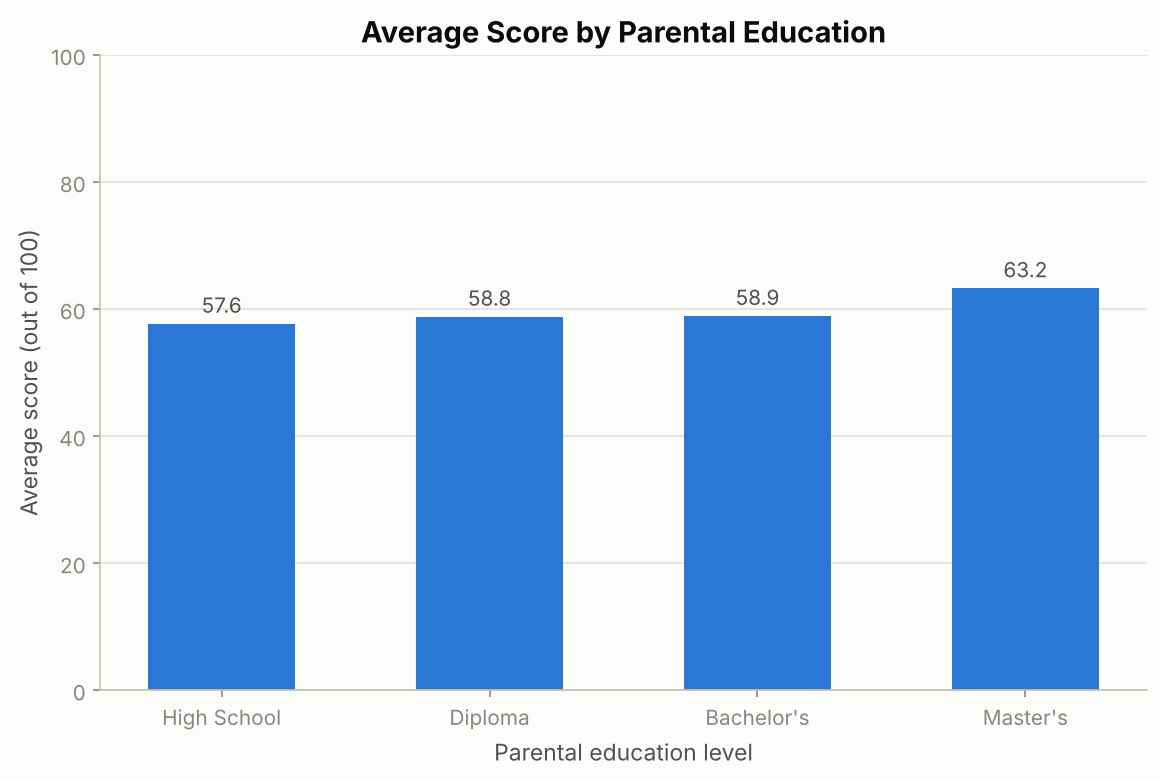 Average Score by Parental Education
Average score (out of 100)
100
80
60
40
20
0
57.6
58.8
58.9
63.2
High School
Diploma
Bachelor's
Master's
Parental education level